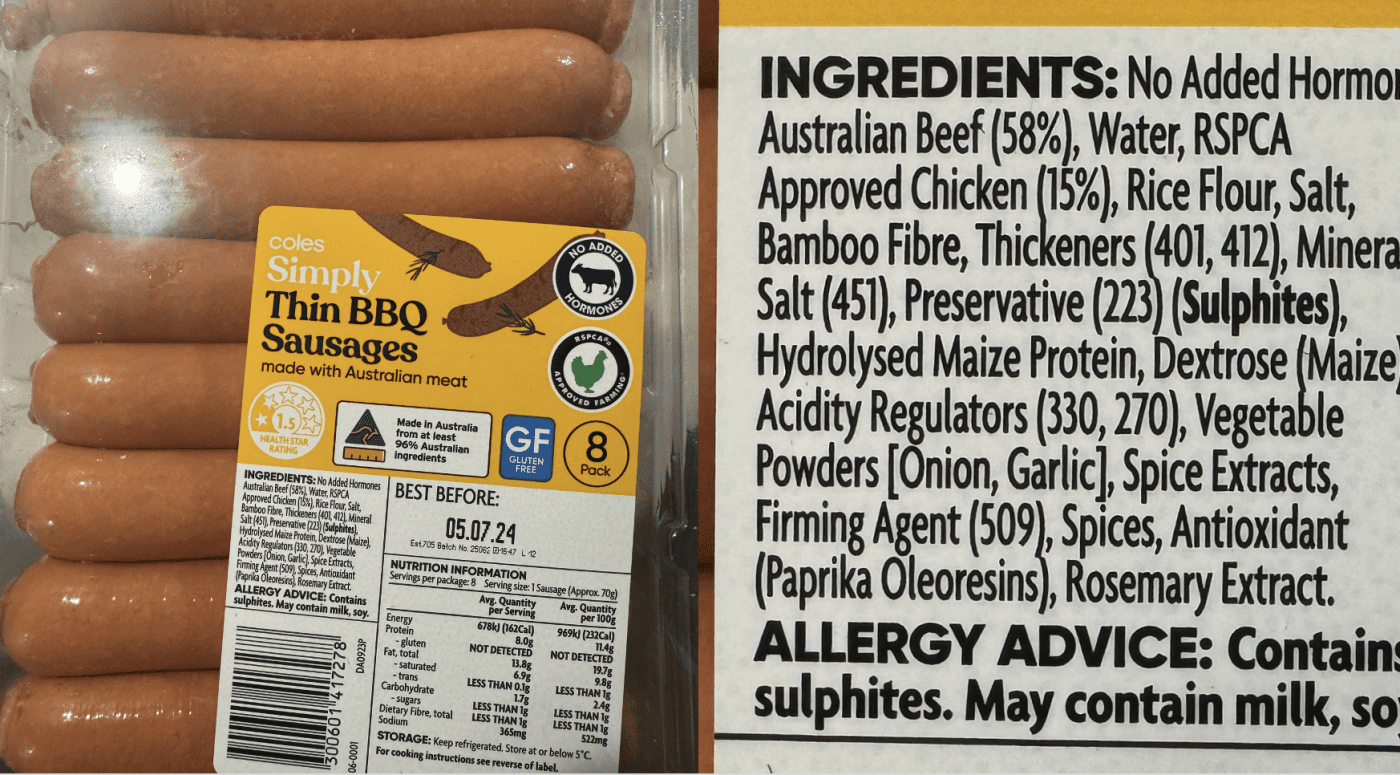 coles
Simply
Thin BBQ
Sausages
made with Australian meat
NO ADDED
HORMONES
RSPCA
APPROVED FARMING
1.5
HEALTH STAR
RATING
Made in Australia
from at least
96% Australian
ingredients
GF
GLUTEN
FREE
8
Pack
INGREDIENTS: No Added Hormones
Australian Beef (58%), Water, RSPCA
Approved Chicken (15%), Rice Flour, Salt,
Bamboo Fibre, Thickeners (401, 412), Mineral
Salt (451), Preservative (223) (Sulphites),
Hydrolysed Maize Protein, Dextrose (Maize),
Acidity Regulators (330, 270), Vegetable
Powders [Onion, Garlic], Spice Extracts,
Firming Agent (509), Spices, Antioxidant
(Paprika Oleoresins), Rosemary Extract.
ALLERGY ADVICE: Contains
sulphites. May contain milk, soy.
DA0923P
06-0001
BEST BEFORE:
05.07.24
Est.705 Batch No. 25062 16:47 L 12
NUTRITION INFORMATION
Servings per package: 8 Serving size: 1 Sausage (Approx. 70g)
Avg. Quantity per Serving Avg. Quantity per 100g
Energy 678kJ (162Cal) 969kJ (232Cal)
Protein 8.0g 11.4g
- gluten NOT DETECTED NOT DETECTED
Fat, total 13.8g 19.7g
- saturated 6.9g 9.8g
- trans LESS THAN 0.1g LESS THAN 1g
Carbohydrate 1.7g 2.4g
- sugars LESS THAN 1g LESS THAN 1g
Dietary Fibre, total LESS THAN 1g LESS THAN 1g
Sodium 365mg 522mg
STORAGE: Keep refrigerated. Store at or below 5°C.
For cooking instructions see reverse of label.
INGREDIENTS: No Added Hormo
Australian Beef (58%), Water, RSPCA
Approved Chicken (15%), Rice Flour, Salt,
Bamboo Fibre, Thickeners (401, 412), Minera
Salt (451), Preservative (223) (Sulphites),
Hydrolysed Maize Protein, Dextrose (Maize)
Acidity Regulators (330, 270), Vegetable
Powders [Onion, Garlic], Spice Extracts,
Firming Agent (509), Spices, Antioxidant
(Paprika Oleoresins), Rosemary Extract.
ALLERGY ADVICE: Contains
sulphites. May contain milk, so